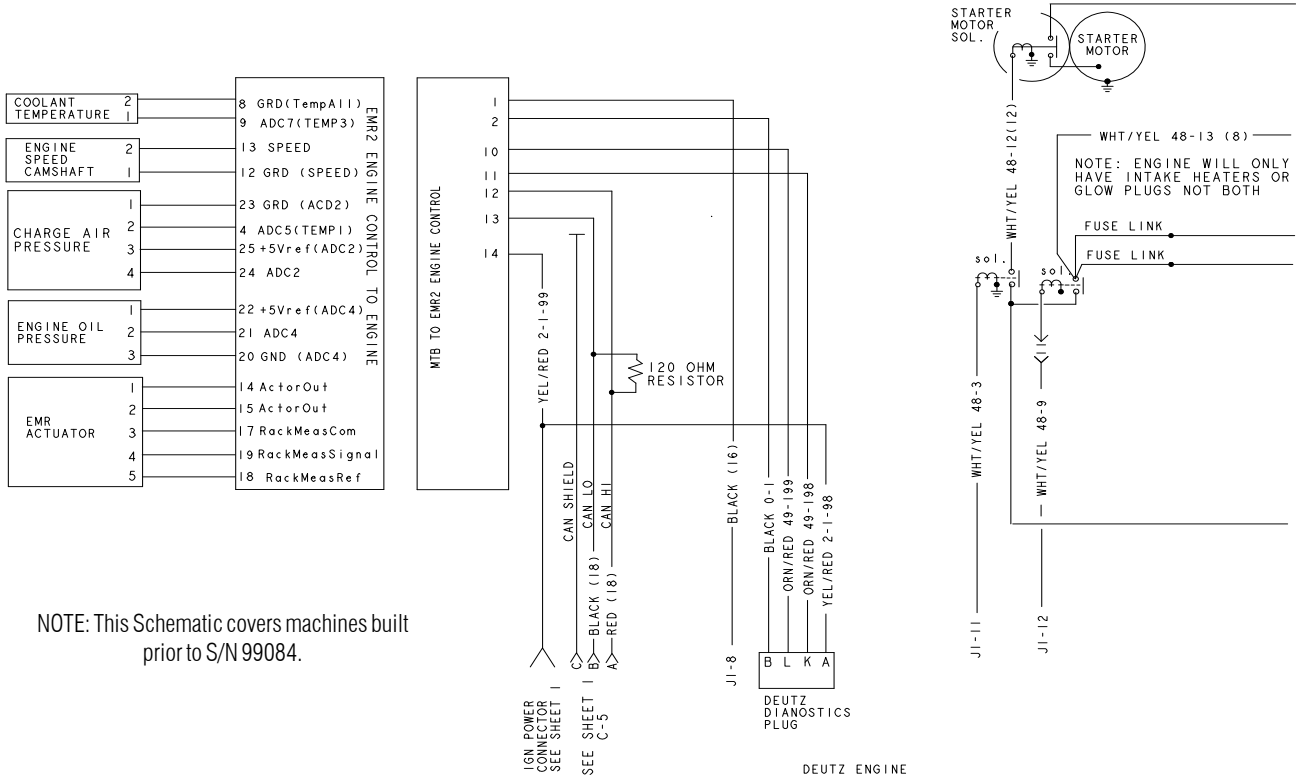 COOLANT
TEMPERATURE
2
1
ENGINE
SPEED
CAMSHAFT
2
1
CHARGE AIR
PRESSURE
1
2
3
4
ENGINE OIL
PRESSURE
1
2
3
EMR
ACTUATOR
1
2
3
4
5
8 GRD(TempAll)
9 ADC7(TEMP3)
13 SPEED
12 GRD (SPEED)
23 GRD (ACD2)
4 ADC5(TEMP1)
25 +5Vref(ADC2)
24 ADC2
22 +5Vref(ADC4)
21 ADC4
20 GND (ADC4)
14 ActorOut
15 ActorOut
17 RackMeasCom
19 RackMeasSignal
18 RackMeasRef
EMR2 ENGINE CONTROL TO ENGINE
MTB TO EMR2 ENGINE CONTROL
1
2
10
11
12
13
14
YEL/RED 2-1-99
120 OHM
RESISTOR
CAN SHIELD
CAN LO
CAN HI
BLACK (18)
RED (18)
C
B
A
IGN POWER
CONNECTOR
SEE SHEET 1
SEE SHEET 1
C-5
BLACK (16)
J1-8
BLACK 0-1
ORN/RED 49-199
ORN/RED 49-198
YEL/RED 2-1-98
B L K A
DEUTZ
DIANOSTICS
PLUG
DEUTZ ENGINE
STARTER
MOTOR
SOL.
STARTER
MOTOR
WHT/YEL 48-12(12)
WHT/YEL 48-13 (8)
NOTE: ENGINE WILL ONLY
HAVE INTAKE HEATERS OR
GLOW PLUGS NOT BOTH
FUSE LINK
FUSE LINK
sol.
sol.
11
WHT/YEL 48-3
J1-11
WHT/YEL 48-9
J1-12
NOTE: This Schematic covers machines built
prior to S/N 99084.